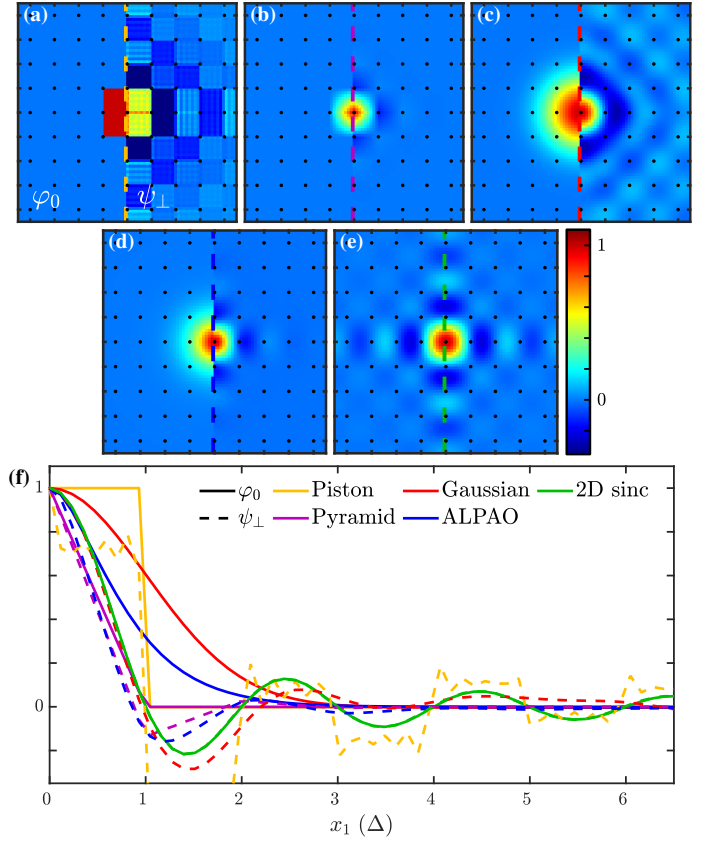 (a) (b) (c)
φ₀ ψ⊥
(d) (e)
1
0
(f)
1
φ₀ Piston Gaussian 2D sinc
ψ⊥ Pyramid ALPAO
0
0 1 2 3 4 5 6
x₁ (Δ)